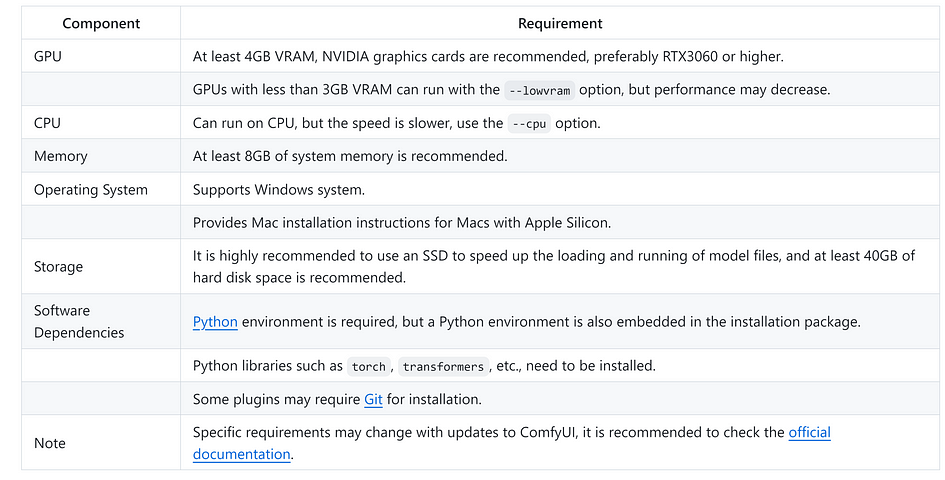 Component Requirement
GPU At least 4GB VRAM, NVIDIA graphics cards are recommended, preferably RTX3060 or higher.
GPUs with less than 3GB VRAM can run with the --lowvram option, but performance may decrease.
CPU Can run on CPU, but the speed is slower, use the --cpu option.
Memory At least 8GB of system memory is recommended.
Operating System Supports Windows system.
Provides Mac installation instructions for Macs with Apple Silicon.
Storage It is highly recommended to use an SSD to speed up the loading and running of model files, and at least 40GB of
hard disk space is recommended.
Software
Dependencies Python environment is required, but a Python environment is also embedded in the installation package.
Python libraries such as torch, transformers, etc., need to be installed.
Some plugins may require Git for installation.
Note Specific requirements may change with updates to ComfyUI, it is recommended to check the official
documentation.